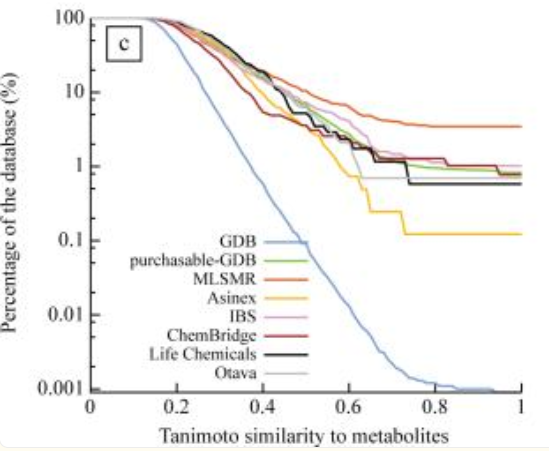 c
Percentage of the database (%)
100
10
1
0.1
0.01
0.001
GDB
purchasable-GDB
MLSMR
Asinex
IBS
ChemBridge
Life Chemicals
Otava
0 0.2 0.4 0.6 0.8 1
Tanimoto similarity to metabolites